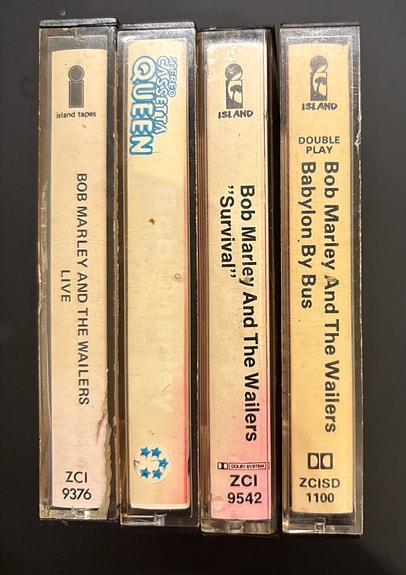 island tapes
BOB MARLEY AND THE WAILERS
LIVE
ZCI
9376
STEREO
CASSETTA
QUEEN
ISLAND
Bob Marley And The Wailers
"Survival"
DOLBY SYSTEM
ZCI
9542
ISLAND
DOUBLE
PLAY
Bob Marley And The Wailers
Babylon By Bus
ZCISD
1100